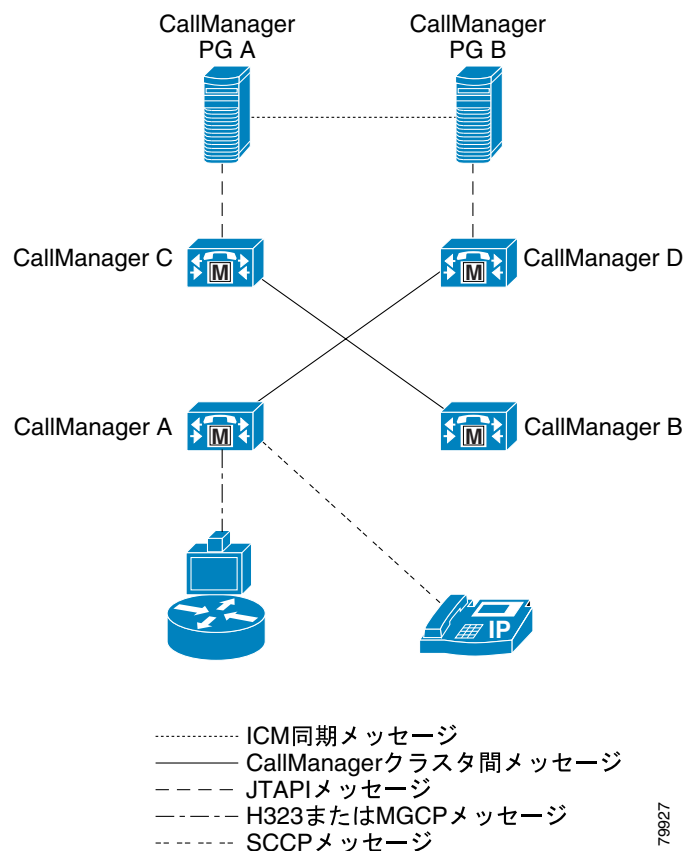 CallManager
PG A
CallManager
PG B
CallManager C
M
M
CallManager D
CallManager A
M
M
CallManager B
IP
ICM同期メッセージ
CallManagerクラスタ間メッセージ
JTAPIメッセージ
H323またはMGCPメッセージ
SCCPメッセージ
79927